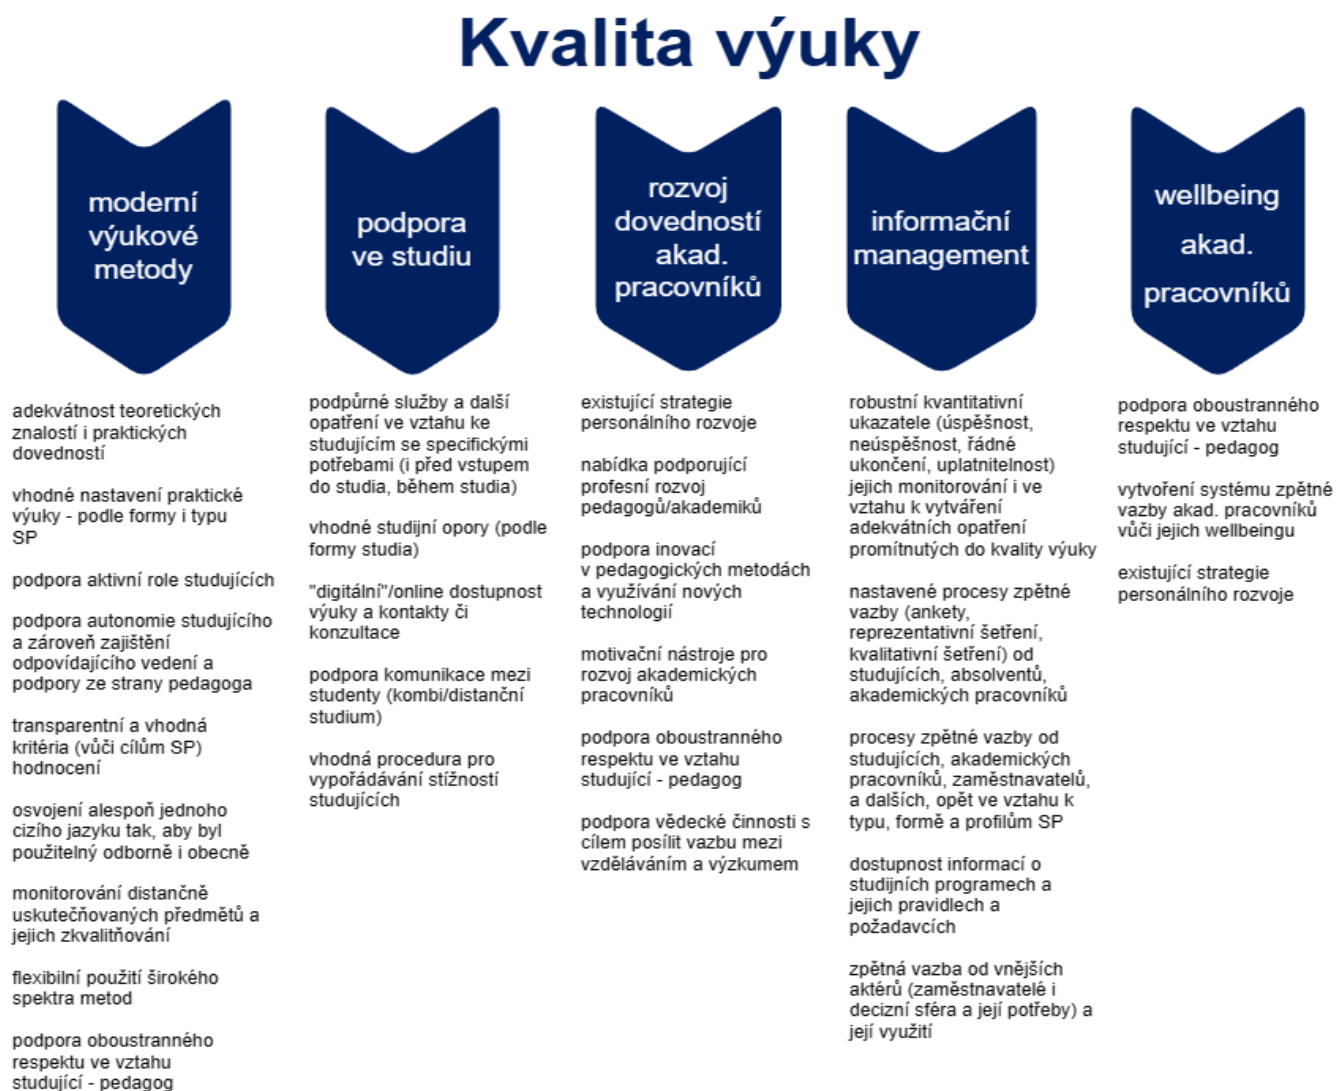 Kvalita výuky
moderní
výukové
metody
adekvátnost teoretických
znalostí i praktických
dovedností
vhodné nastavení praktické
výuky - podle formy i typu
SP
podpora aktivní role studujících
podpora autonomie studujícího
a zároveň zajištění
odpovídajícího vedení a
podpory ze strany pedagoga
transparentní a vhodná
kritéria (vůči cílům SP)
hodnocení
osvojení alespoň jednoho
cizího jazyku tak, aby byl
použitelný odborně i obecně
monitorování distančně
uskutečňovaných předmětů a
jejich zkvalitňování
flexibilní použití širokého
spektra metod
podpora oboustranného
respektu ve vztahu
studující - pedagog
podpora
ve studiu
podpůrné služby a další
opatření ve vztahu ke
studujícím se specifickými
potřebami (i před vstupem
do studia, během studia)
vhodné studijní opory (podle
formy studia)
"digitální"/online dostupnost
výuky a kontakty či
konzultace
podpora komunikace mezi
studenty (kombi/distanční
studium)
vhodná procedura pro
vypořádávání stížností
studujících
rozvoj
dovedností
akad.
pracovníků
existující strategie
personálního rozvoje
nabídka podporující
profesní rozvoj
pedagogů/akademiků
podpora inovací
v pedagogických metodách
a využívání nových
technologií
motivační nástroje pro
rozvoj akademických
pracovníků
podpora oboustranného
respektu ve vztahu
studující - pedagog
podpora vědecké činnosti s
cílem posílit vazbu mezi
vzděláváním a výzkumem
informační
management
robustní kvantitativní
ukazatele (úspěšnost,
neúspěšnost, řádné
ukončení, uplatnitelnost)
jejich monitorování i ve
vztahu k vytváření
adekvátních opatření
promítnutých do kvality výuky
nastavené procesy zpětné
vazby (ankety,
reprezentativní šetření,
kvalitativní šetření) od
studujících, absolventů,
akademických pracovníků
procesy zpětné vazby od
studujících, akademických
pracovníků, zaměstnavatelů,
a dalších, opět ve vztahu k
typu, formě a profilům SP
dostupnost informací o
studijních programech a
jejich pravidlech a
požadavcích
zpětná vazba od vnějších
aktérů (zaměstnavatelé i
decizní sféra a její potřeby) a
její využití
wellbeing
akad.
pracovníků
podpora oboustranného
respektu ve vztahu
studující - pedagog
vytvoření systému zpětné
vazby akad. pracovníků
vůči jejich wellbeingu
existující strategie
personálního rozvoje